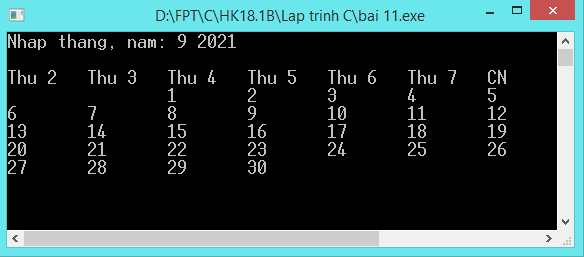 D:\FPT\C\HK18.1B\Lap trinh C\bai 11.exe
Nhap thang, nam: 9 2021
Thu 2 Thu 3 Thu 4 Thu 5 Thu 6 Thu 7 CN
1 2 3 4 5
6 7 8 9 10 11 12
13 14 15 16 17 18 19
20 21 22 23 24 25 26
27 28 29 30